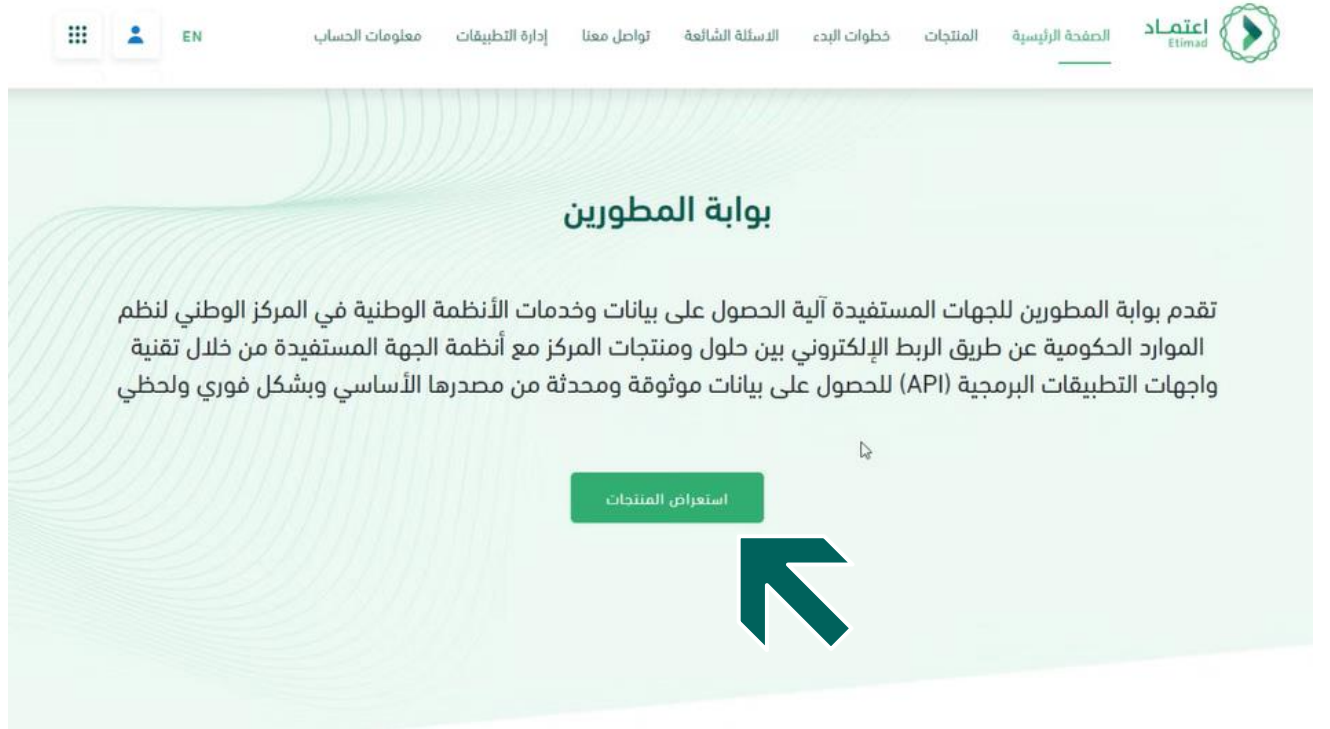 اعتماد
Etimad
الصفحة الرئيسية
المنتجات
خطوات البدء
الاسئلة الشائعة
تواصل معنا
إدارة التطبيقات
معلومات الحساب
EN
بوابة المطورين
تقدم بوابة المطورين للجهات المستفيدة آلية الحصول على بيانات وخدمات الأنظمة الوطنية في المركز الوطني لنظم
الموارد الحكومية عن طريق الربط الإلكتروني بين حلول ومنتجات المركز مع أنظمة الجهة المستفيدة من خلال تقنية
واجهات التطبيقات البرمجية (API) للحصول على بيانات موثوقة ومحدثة من مصدرها الأساسي وبشكل فوري ولحظي
استعراض المنتجات